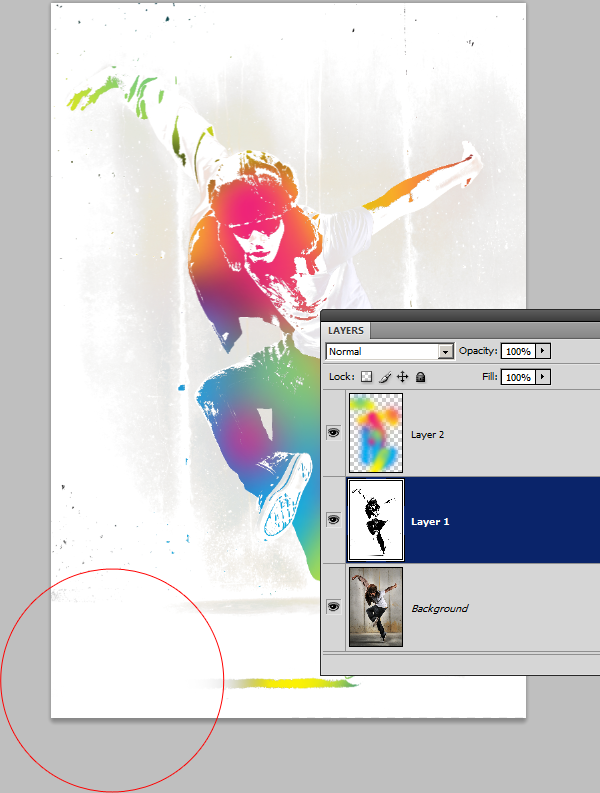 LAYERS
Normal Opacity: 100%
Lock: Fill: 100%
Layer 2
Layer 1
Background